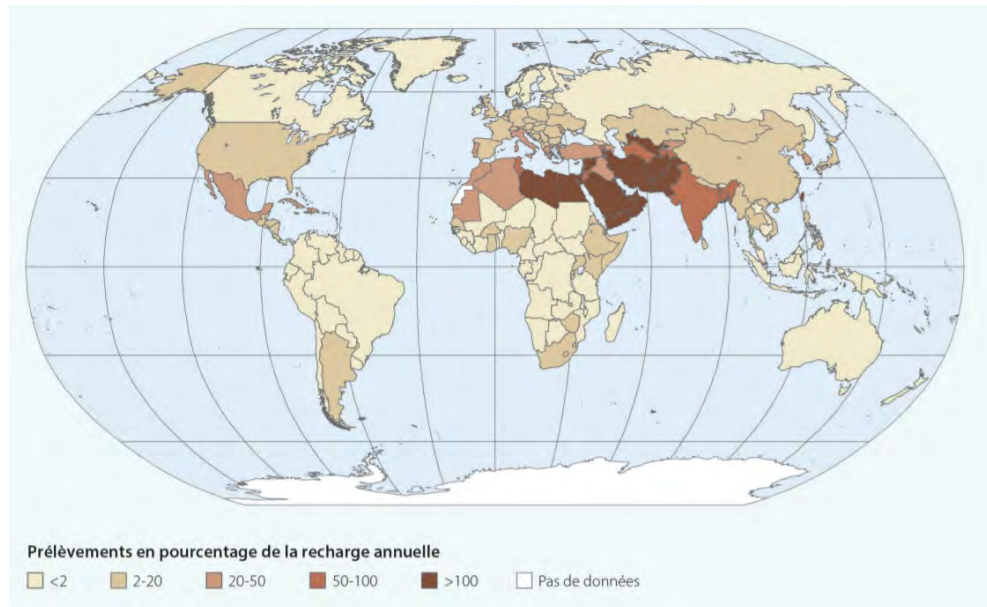 Prélèvements en pourcentage de la recharge annuelle
<2 2-20 20-50 50-100 >100 Pas de données